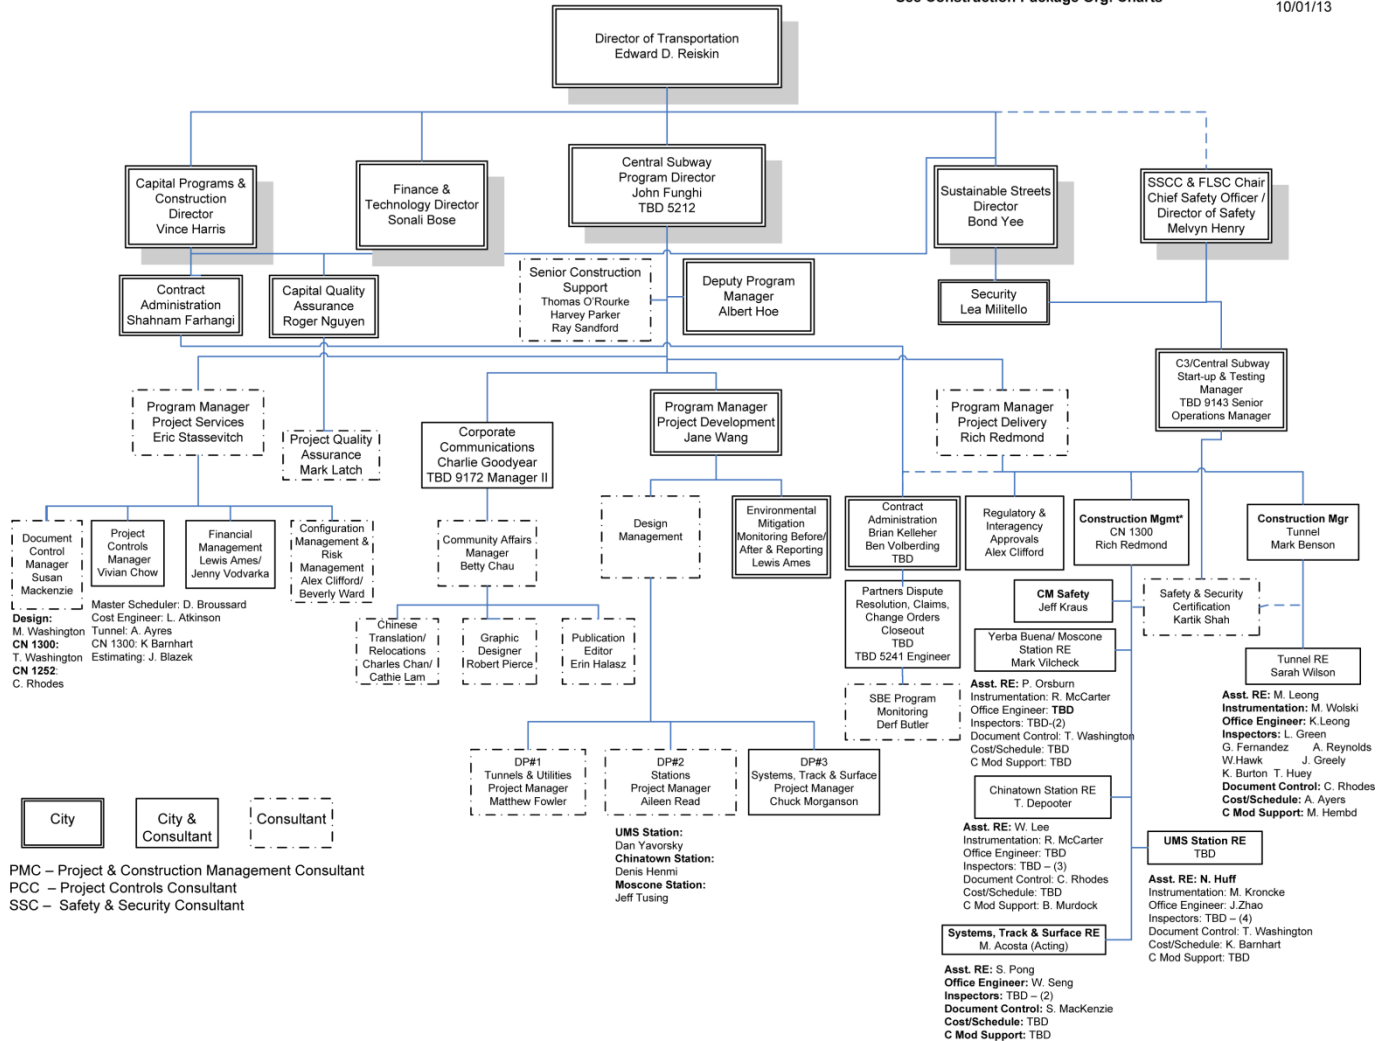 See Construction Package Org. Charts
10/01/13
Director of Transportation
Edward D. Reiskin
Capital Programs &
Construction
Director
Vince Harris
Finance &
Technology Director
Sonali Bose
Central Subway
Program Director
John Funghi
TBD 5212
Sustainable Streets
Director
Bond Yee
SSCC & FLSC Chair
Chief Safety Officer /
Director of Safety
Melvyn Henry
Contract
Administration
Shahnam Farhangi
Capital Quality
Assurance
Roger Nguyen
Senior Construction
Support
Thomas O'Rourke
Harvey Parker
Ray Sandford
Deputy Program
Manager
Albert Hoe
Security
Lea Militello
C3/Central Subway
Start-up & Testing
Manager
TBD 9143 Senior
Operations Manager
Program Manager
Project Services
Eric Stassevitch
Project Quality
Assurance
Mark Latch
Corporate
Communications
Charlie Goodyear
TBD 9172 Manager II
Program Manager
Project Development
Jane Wang
Program Manager
Project Delivery
Rich Redmond
Document
Control
Manager
Susan
Mackenzie
Project
Controls
Manager
Vivian Chow
Financial
Management
Lewis Ames/
Jenny Vodvarka
Configuration
Management &
Risk
Management
Alex Clifford/
Beverly Ward
Community Affairs
Manager
Betty Chau
Design
Management
Environmental
Mitigation
Monitoring Before/
After & Reporting
Lewis Ames
Contract
Administration
Brian Kelleher
Ben Volberding
TBD
Regulatory &
Interagency
Approvals
Alex Clifford
Construction Mgmt*
CN 1300
Rich Redmond
Construction Mgr
Tunnel
Mark Benson
Design:
M. Washington
CN 1300:
T. Washington
CN 1252:
C. Rhodes
Master Scheduler: D. Broussard
Cost Engineer: L. Atkinson
Tunnel: A. Ayres
CN 1300: K Barnhart
Estimating: J. Blazek
Chinese
Translation/
Relocations
Charles Chan/
Cathie Lam
Graphic
Designer
Robert Pierce
Publication
Editor
Erin Halasz
Partners Dispute
Resolution, Claims,
Change Orders
Closeout
TBD
TBD 5241 Engineer
SBE Program
Monitoring
Derf Butler
CM Safety
Jeff Kraus
Safety & Security
Certification
Kartik Shah
Yerba Buena/ Moscone
Station RE
Mark Vilcheck
Asst. RE: P. Orsburn
Instrumentation: R. McCarter
Office Engineer: TBD
Inspectors: TBD-(2)
Document Control: T. Washington
Cost/Schedule: TBD
C Mod Support: TBD
Tunnel RE
Sarah Wilson
Asst. RE: M. Leong
Instrumentation: M. Wolski
Office Engineer: K.Leong
Inspectors: L. Green
G. Fernandez A. Reynolds
W.Hawk J. Greely
K. Burton T. Huey
Document Control: C. Rhodes
Cost/Schedule: A. Ayers
C Mod Support: M. Hembd
DP#1
Tunnels & Utilities
Project Manager
Matthew Fowler
DP#2
Stations
Project Manager
Aileen Read
DP#3
Systems, Track & Surface
Project Manager
Chuck Morganson
UMS Station:
Dan Yavorsky
Chinatown Station:
Denis Henmi
Moscone Station:
Jeff Tusing
Chinatown Station RE
T. Depooter
Asst. RE: W. Lee
Instrumentation: R. McCarter
Office Engineer: TBD
Inspectors: TBD – (3)
Document Control: C. Rhodes
Cost/Schedule: TBD
C Mod Support: B. Murdock
UMS Station RE
TBD
Asst. RE: N. Huff
Instrumentation: M. Kroncke
Office Engineer: J.Zhao
Inspectors: TBD – (4)
Document Control: T. Washington
Cost/Schedule: K. Barnhart
C Mod Support: TBD
Systems, Track & Surface RE
M. Acosta (Acting)
Asst. RE: S. Pong
Office Engineer: W. Seng
Inspectors: TBD – (2)
Document Control: S. MacKenzie
Cost/Schedule: TBD
C Mod Support: TBD
City
City &
Consultant
Consultant
PMC – Project & Construction Management Consultant
PCC – Project Controls Consultant
SSC – Safety & Security Consultant